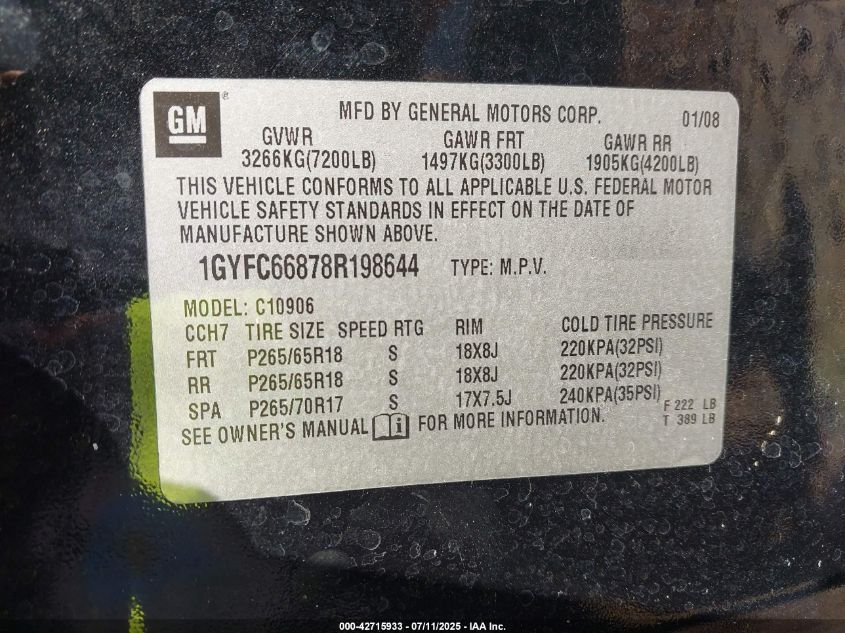 GM® MFD BY GENERAL MOTORS CORP. 01/08
GVWR GAWR FRT GAWR RR
3266KG(7200LB) 1497KG(3300LB) 1905KG(4200LB)
THIS VEHICLE CONFORMS TO ALL APPLICABLE U.S. FEDERAL MOTOR
VEHICLE SAFETY STANDARDS IN EFFECT ON THE DATE OF
MANUFACTURE SHOWN ABOVE.
1GYFC66878R198644 TYPE: M.P.V.
MODEL: C10906
CCH7 TIRE SIZE SPEED RTG RIM COLD TIRE PRESSURE
FRT P265/65R18 S 18X8J 220KPA(32PSI)
RR P265/65R18 S 18X8J 220KPA(32PSI)
SPA P265/70R17 S 17X7.5J 240KPA(35PSI)
SEE OWNER'S MANUAL i FOR MORE INFORMATION.
F 222 LB
T 389 LB
000-42715933 - 07/11/2025 - IAA Inc.